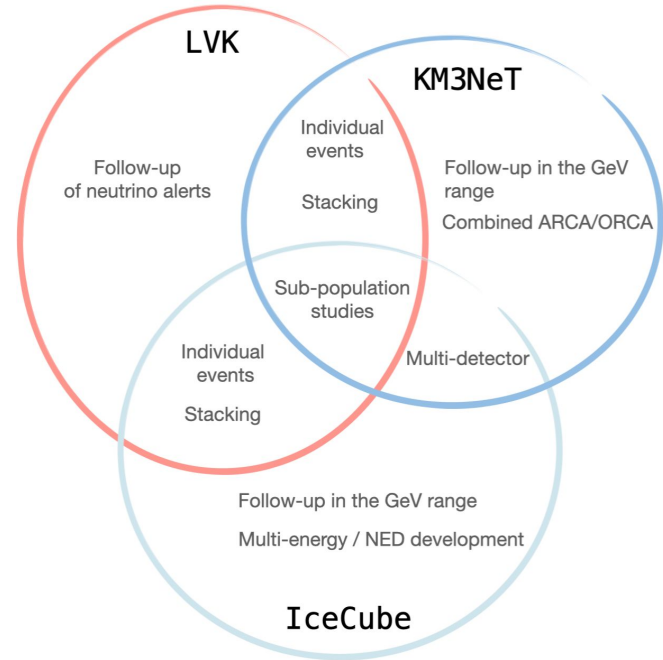 LVK
KM3NeT
Individual
events
Stacking
Follow-up
of neutrino alerts
Follow-up in the GeV
range
Combined ARCA/ORCA
Sub-population
studies
Individual
events
Stacking
Multi-detector
Follow-up in the GeV range
Multi-energy / NED development
IceCube